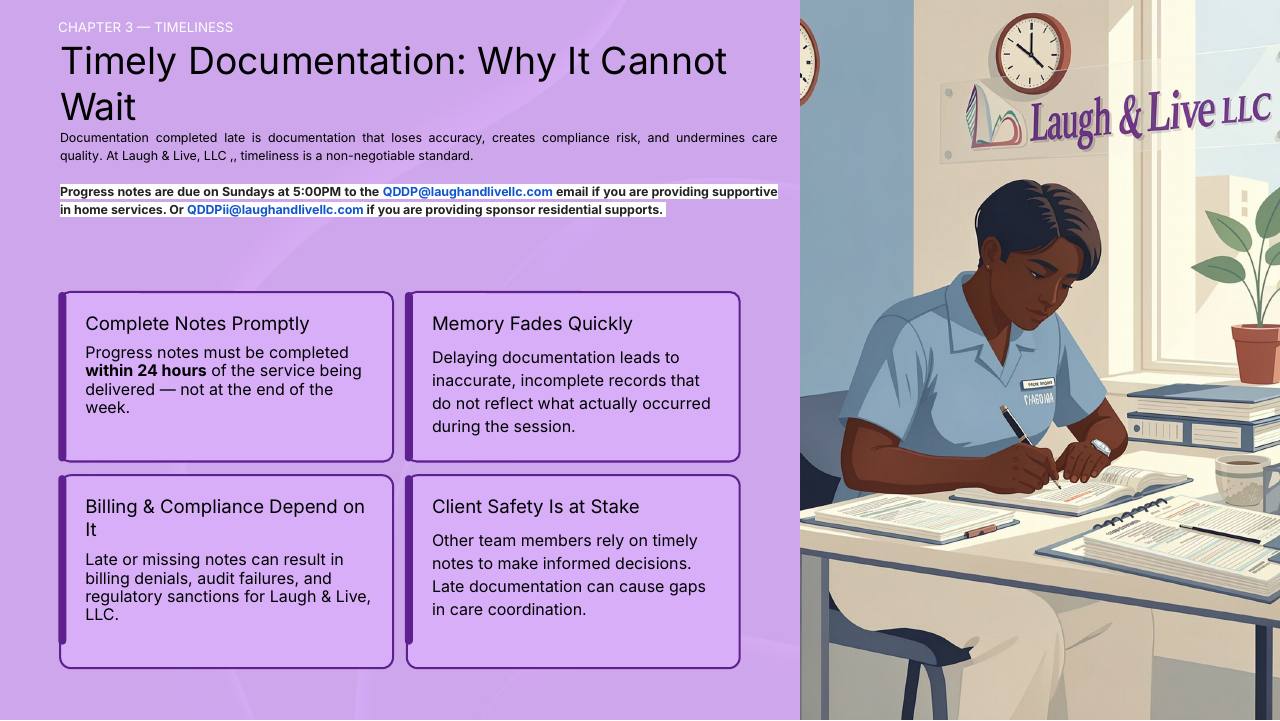 CHAPTER 3 — TIMELINESS
Timely Documentation: Why It Cannot
Wait
Documentation completed late is documentation that loses accuracy, creates compliance risk, and undermines care
quality. At Laugh & Live, LLC ,, timeliness is a non-negotiable standard.
Progress notes are due on Sundays at 5:00PM to the QDDP@laughandlivellc.com email if you are providing supportive
in home services. Or QDDPii@laughandlivellc.com if you are providing sponsor residential supports.
Complete Notes Promptly
Progress notes must be completed
within 24 hours of the service being
delivered — not at the end of the
week.
Memory Fades Quickly
Delaying documentation leads to
inaccurate, incomplete records that
do not reflect what actually occurred
during the session.
Billing & Compliance Depend on
It
Late or missing notes can result in
billing denials, audit failures, and
regulatory sanctions for Laugh & Live,
LLC.
Client Safety Is at Stake
Other team members rely on timely
notes to make informed decisions.
Late documentation can cause gaps
in care coordination.
Laugh & Live LLC